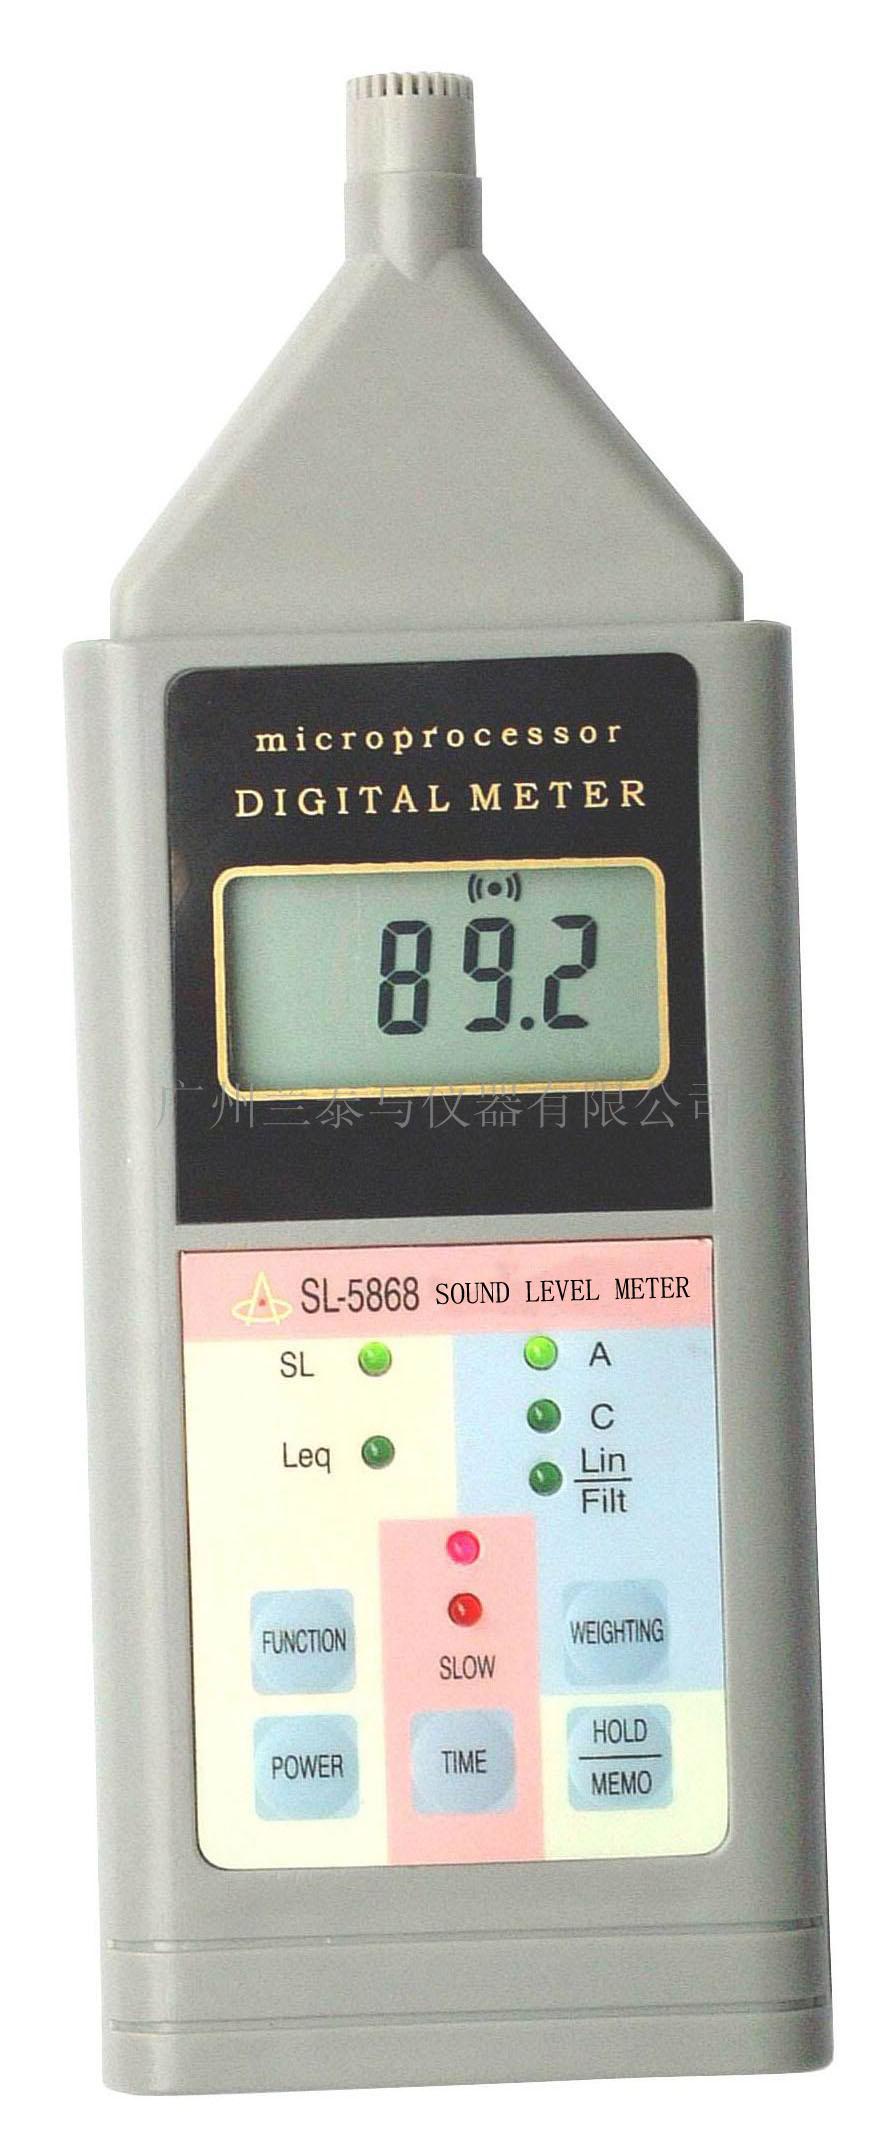 microprocessor
DIGITAL METER
89.2
广州兰泰与仪器有限公司
SL-5868 SOUND LEVEL METER
SL
A
C
Leq
Lin
Filt
FUNCTION
SLOW
WEIGHTING
POWER
TIME
HOLD
MEMO